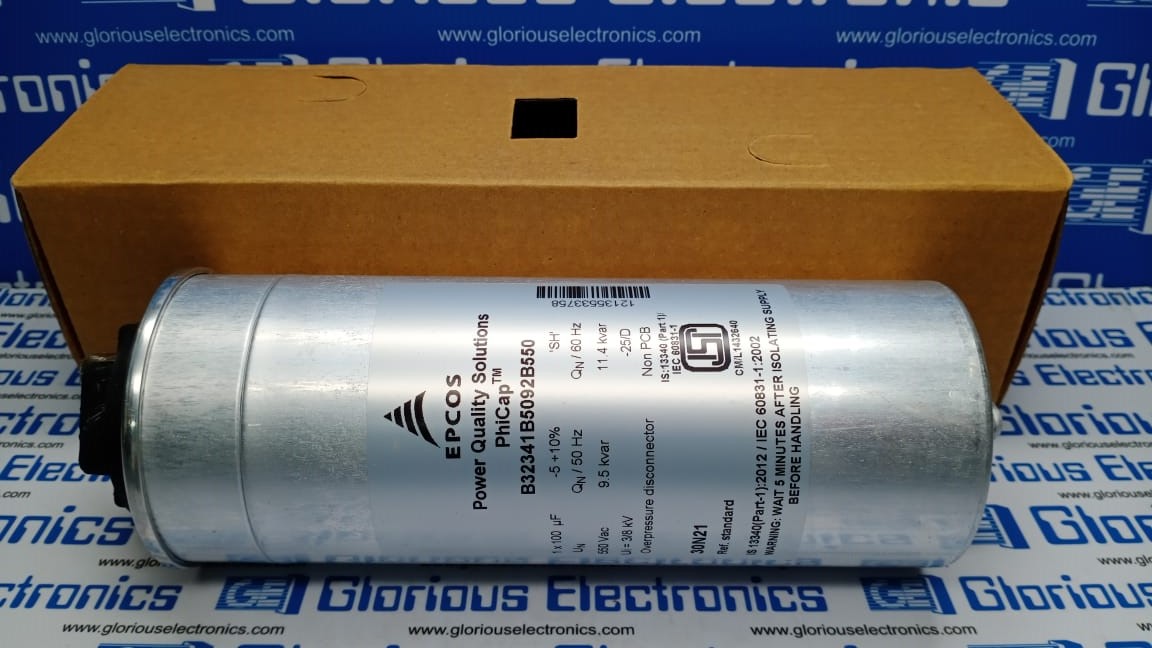 www.gloriouselectronics.com
www.gloriouselectronics.com
www.gloriouselectronics.com
EPCOS
Power Quality Solutions
PhiCap™
B32341B5092B550
1 x 100 µF -5 +10% 'SH'
UN QN / 50 Hz QN / 60 Hz
550 Vac 9.5 kvar 11.4 kvar
Ui = 3/8 kV -25/D
Overpressure disconnector Non PCB
12135533758
IS:13340 (Part 1)/
IEC 60831-1
CM/L1432640
30N21
Ref. standard
IS 13340(Part-1):2012 / IEC 60831-1:2002
WARNING: WAIT 5 MINUTES AFTER ISOLATING SUPPLY
BEFORE HANDLING
Glorious Electronics
www.gloriouselectronics.com
www.gloriouselectronics.com
www.gloriouselectronics.com